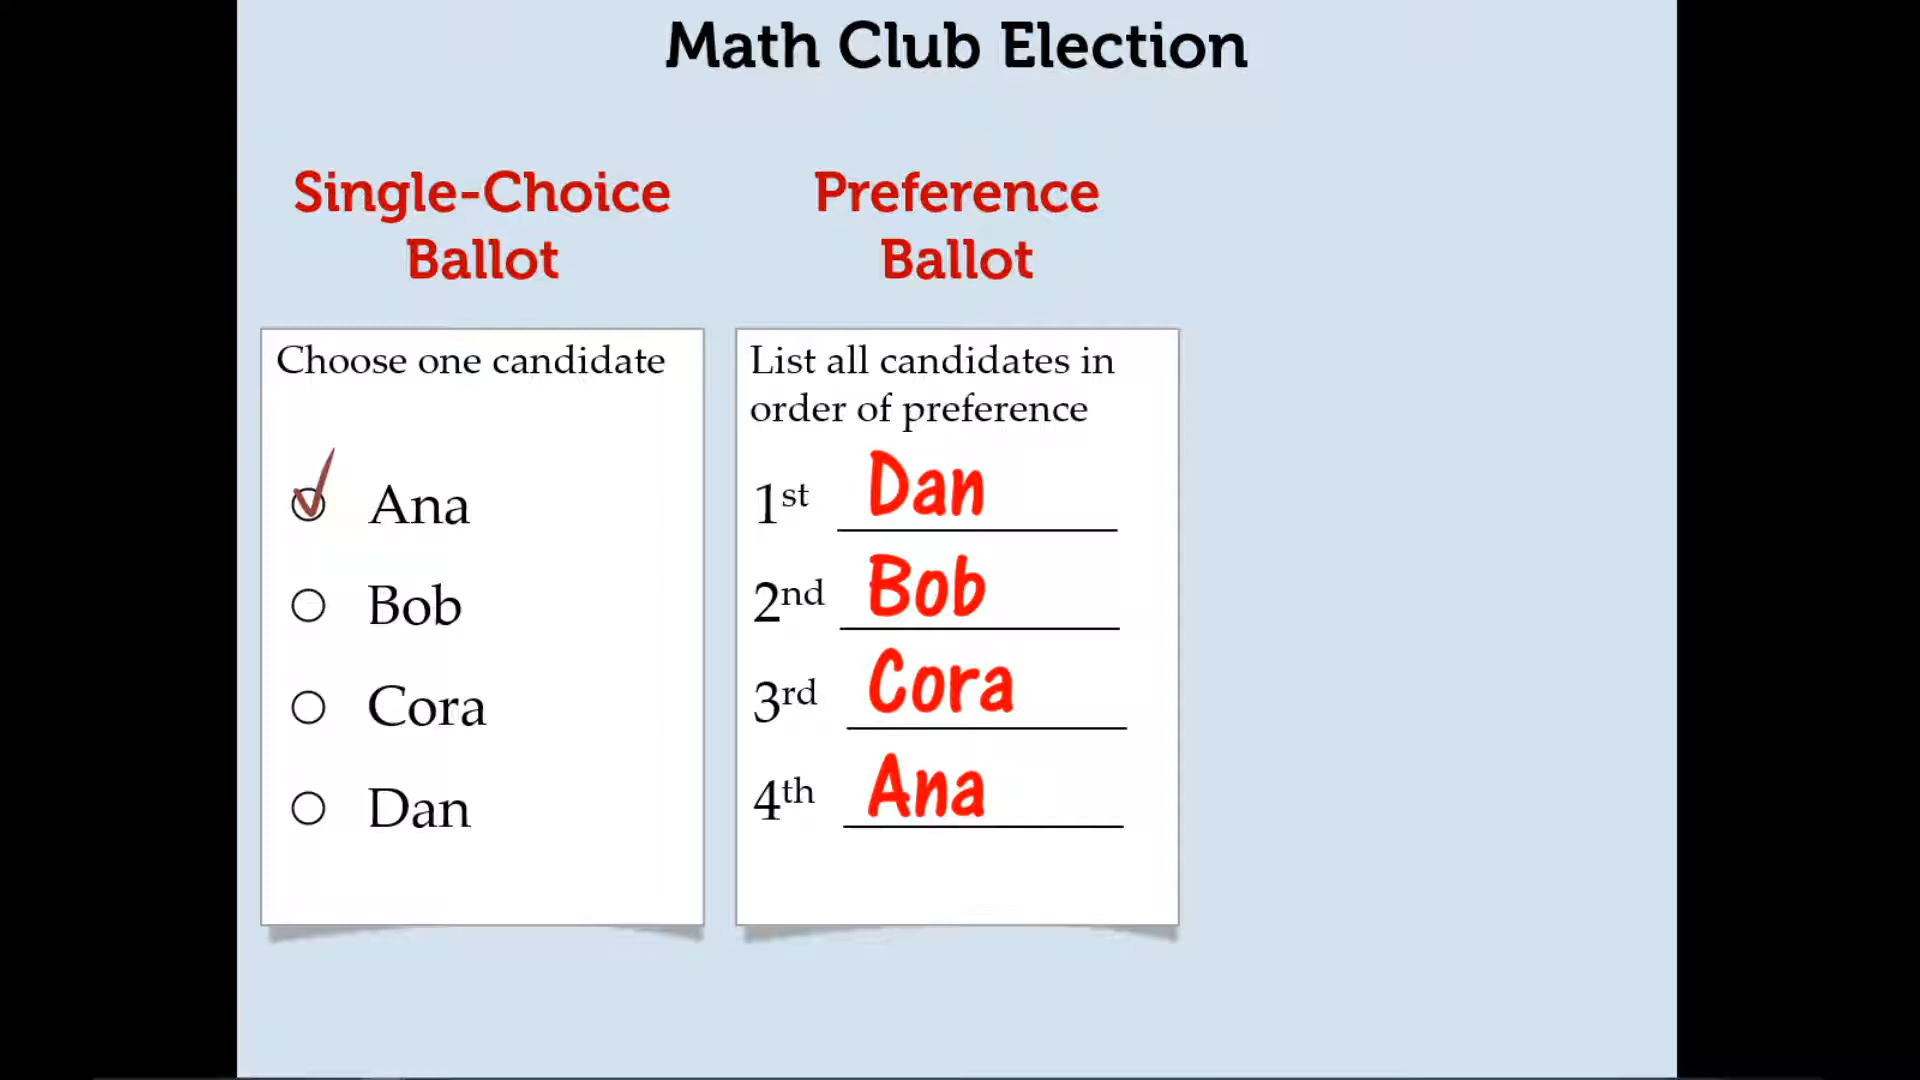 Math Club Election
Single-Choice
Ballot
Choose one candidate
Ana
Bob
Cora
Dan
Preference
Ballot
List all candidates in
order of preference
1st Dan
2nd Bob
3rd Cora
4th Ana